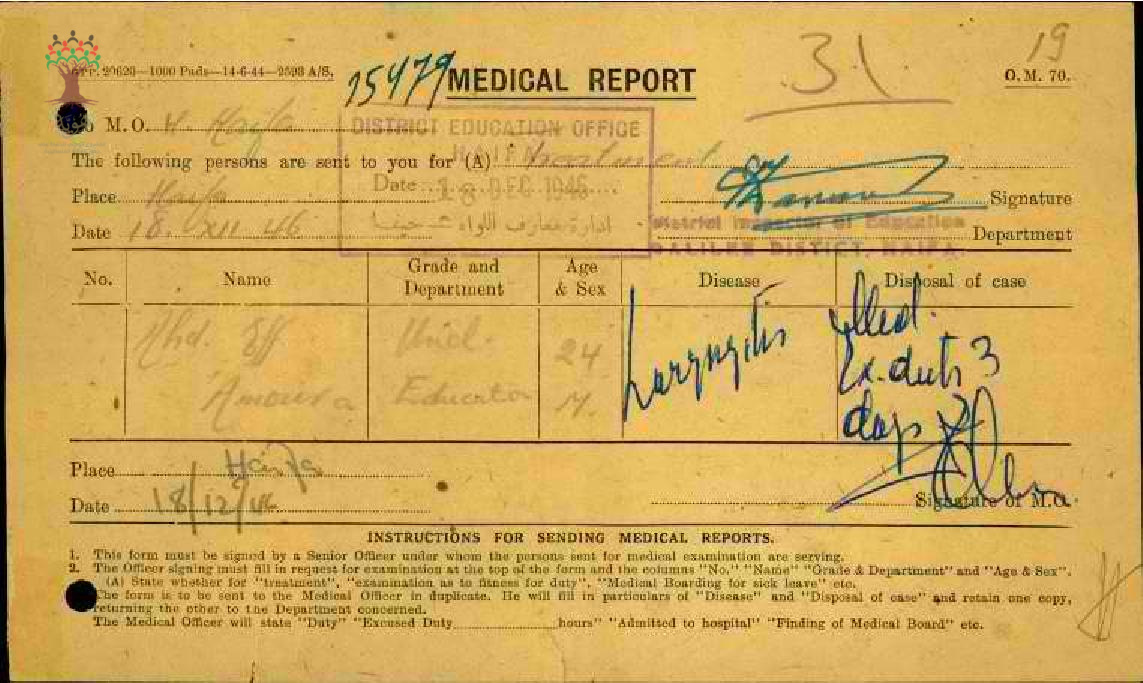 GPP. 20620—1000 Pads—14-6-44—2593 A/S.
15479
MEDICAL REPORT
31
19
O.M. 70.
To M.O. H Haifa
DISTRICT EDUCATION OFFICE
HAIFA
Date 18 DEC 1946
ادارة معارف اللواء - حيفا
The following persons are sent to you for (A) treatment
Place Haifa
Signature
Date 18. XII 46
District Inspector of Education
GALILEE DISTICT, HAIFA.
Department
No. Name Grade and Department Age & Sex Disease Disposal of case
24
Laryngitis
Ex. duty 3
days
Educator
M.
Place Haifa
Date 18/12/46
Signature of M.O.
INSTRUCTIONS FOR SENDING MEDICAL REPORTS.
1. This form must be signed by a Senior Officer under whom the persons sent for medical examination are serving.
2. The Officer signing must fill in request for examination at the top of the form and the columns "No." "Name" "Grade & Department" and "Age & Sex".
(A) State whether for "treatment", "examination as to fitness for duty", "Medical Boarding for sick leave" etc.
The form is to be sent to the Medical Officer in duplicate. He will fill in particulars of "Disease" and "Disposal of case" and retain one copy,
returning the other to the Department concerned.
The Medical Officer will state "Duty" "Excused Duty hours" "Admitted to hospital" "Finding of Medical Board" etc.